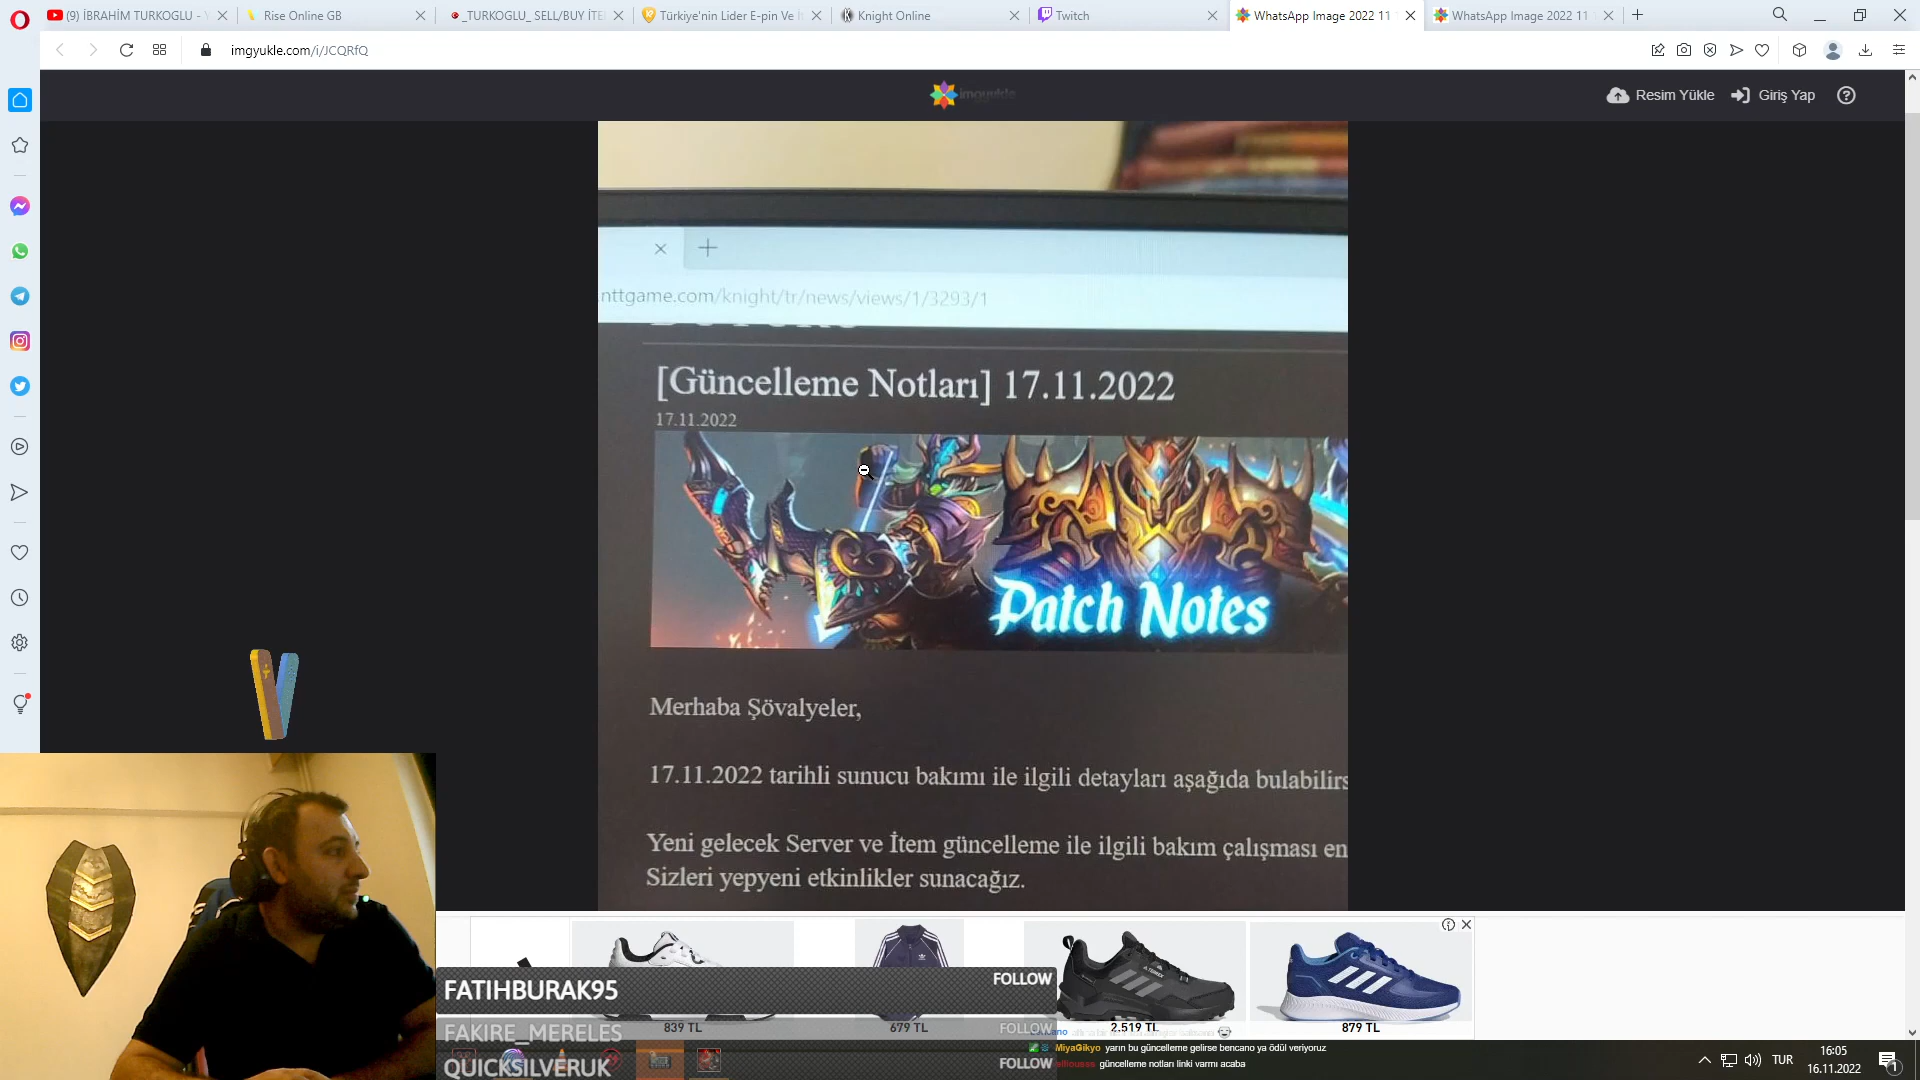 (9) İBRAHİM TURKOGLU -
Rise Online GB
_TURKOGLU_ SELL/BUY İTE
Türkiye'nin Lider E-pin Ve
Knight Online
Twitch
WhatsApp Image 2022 11
WhatsApp Image 2022 11
imgyukle.com/i/JCQRfQ
imgyukle
Resim Yükle
Giriş Yap
nttgame.com/knight/tr/news/views/1/3293/1
[Güncelleme Notları] 17.11.2022
17.11.2022
Patch Notes
Merhaba Şövalyeler,
17.11.2022 tarihli sunucu bakımı ile ilgili detayları aşağıda bulabilirs
Yeni gelecek Server ve İtem güncelleme ile ilgili bakım çalışması en
Sizleri yepyeni etkinlikler sunacağız.
FATIHBURAK95
FOLLOW
FAKIRE_MERELES
FOLLOW
QUICKSILVERUK
FOLLOW
839 TL
679 TL
2.519 TL
879 TL
MiyaGikyo yarın bu güncelleme gelirse bencano ya ödül veriyoruz
güncelleme notları linki varmı acaba
TUR
16:05
16.11.2022
1